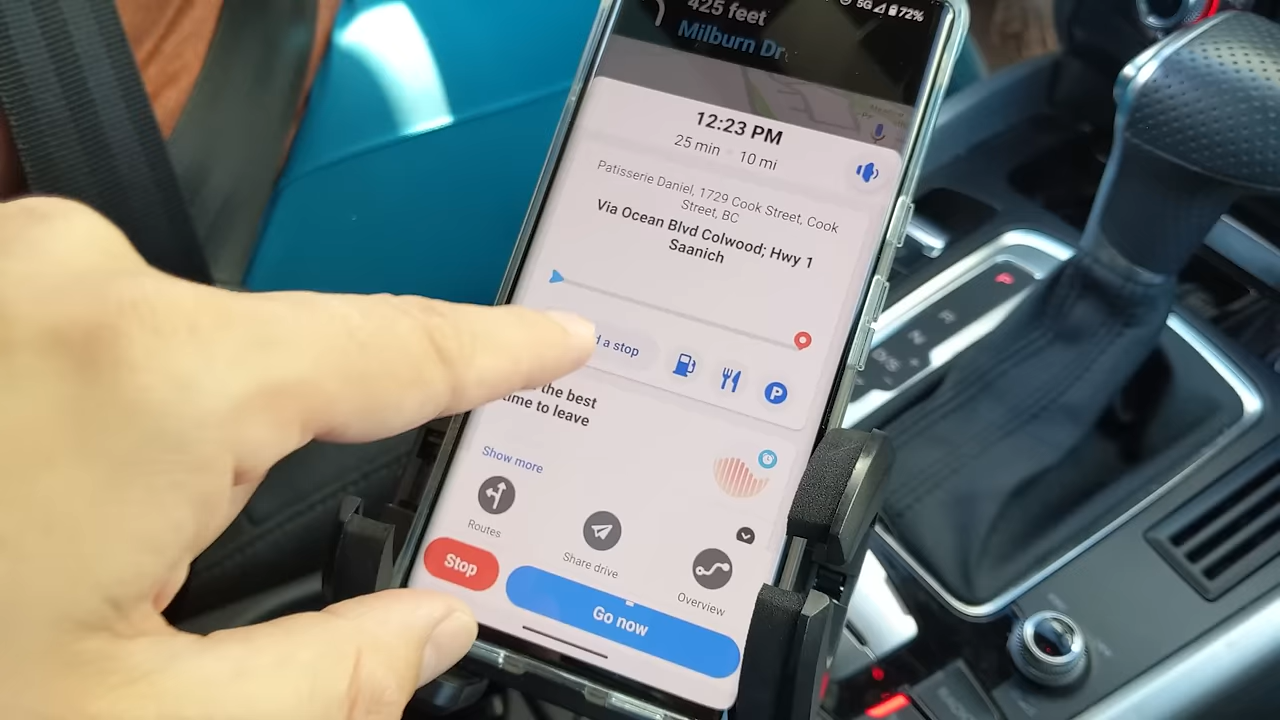 5G 72%
425 feet
Milburn Dr
12:23 PM
25 min 10 mi
Patisserie Daniel, 1729 Cook Street, Cook
Street, BC
Via Ocean Blvd Colwood; Hwy 1
Saanich
d a stop
P
the best
time to leave
Show more
Routes
Share drive
Overview
Stop
Go now
P
R
N
D/S